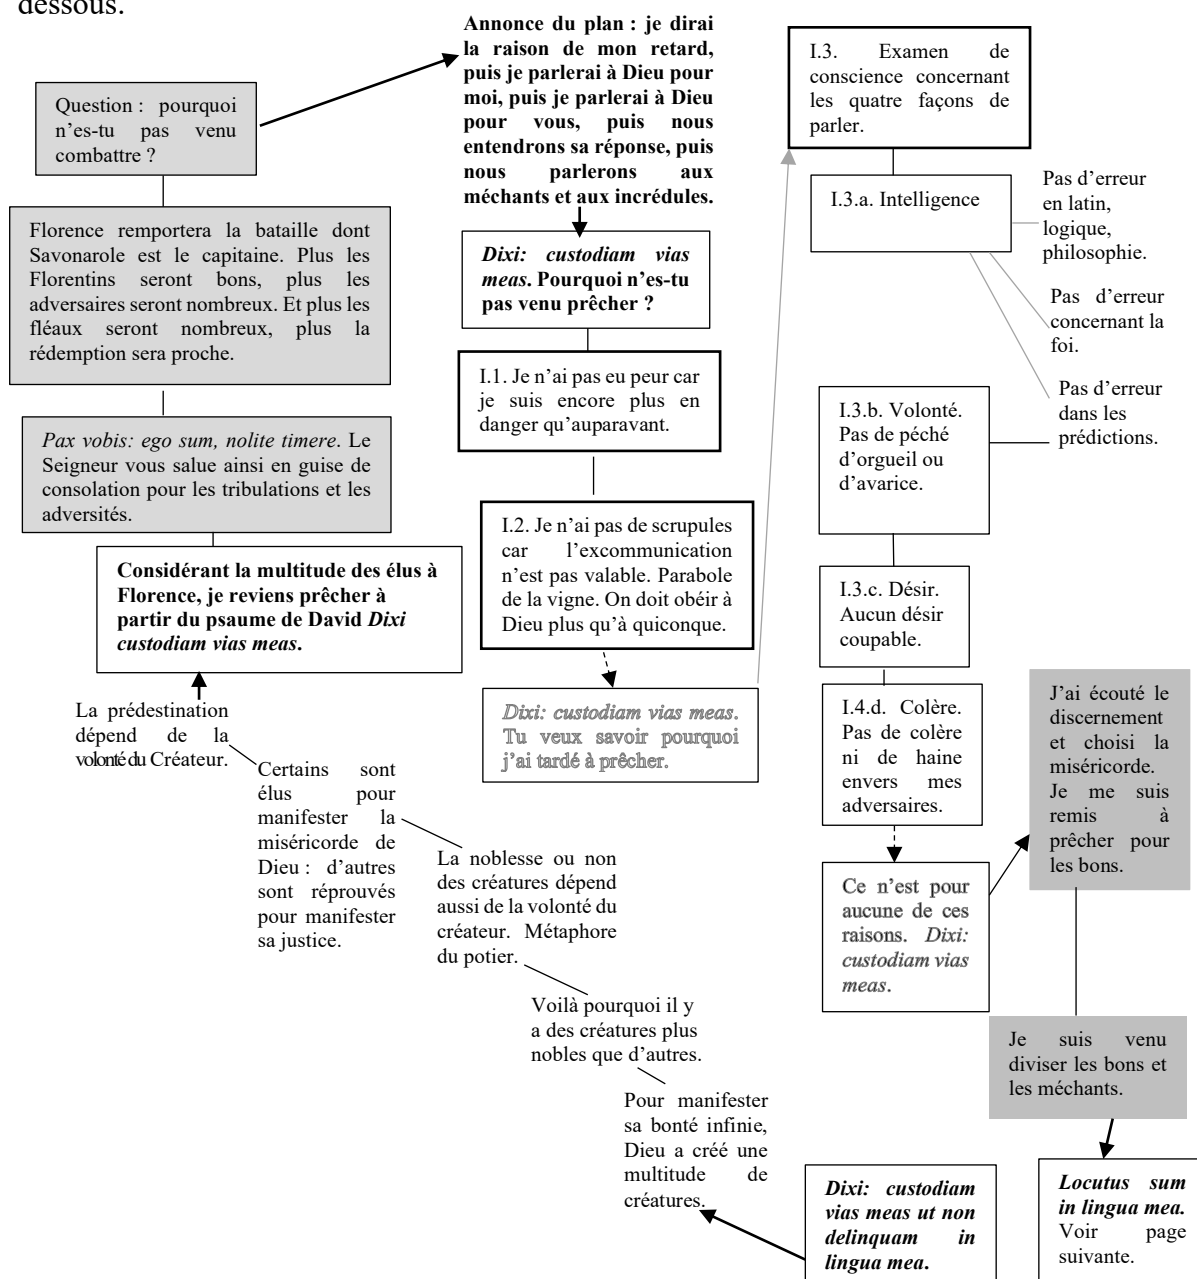 dessous.
Question : pourquoi
n'es-tu pas venu
combattre ?
Florence remportera la bataille dont
Savonarole est le capitaine. Plus les
Florentins seront bons, plus les
adversaires seront nombreux. Et plus les
fléaux seront nombreux, plus la
rédemption sera proche.
Pax vobis: ego sum, nolite timere. Le
Seigneur vous salue ainsi en guise de
consolation pour les tribulations et les
adversités.
Considérant la multitude des élus à
Florence, je reviens prêcher à
partir du psaume de David Dixi
custodiam vias meas.
La prédestination
dépend de la
volonté du Créateur.
Certains sont
élus pour
manifester la
miséricorde de
Dieu : d'autres
sont réprouvés
pour manifester
sa justice.
La noblesse ou non
des créatures dépend
aussi de la volonté du
créateur. Métaphore
du potier.
Voilà pourquoi il y
a des créatures plus
nobles que d'autres.
Pour manifester
sa bonté infinie,
Dieu a créé une
multitude de
créatures.
Dixi: custodiam
vias meas ut non
delinquam in
lingua mea.
Annonce du plan : je dirai
la raison de mon retard,
puis je parlerai à Dieu pour
moi, puis je parlerai à Dieu
pour vous, puis nous
entendrons sa réponse, puis
nous parlerons aux
méchants et aux incrédules.
Dixi: custodiam vias
meas. Pourquoi n'es-tu
pas venu prêcher ?
I.1. Je n'ai pas eu peur car
je suis encore plus en
danger qu'auparavant.
I.2. Je n'ai pas de scrupules
car l'excommunication
n'est pas valable. Parabole
de la vigne. On doit obéir à
Dieu plus qu'à quiconque.
Dixi: custodiam vias meas.
Tu veux savoir pourquoi
j'ai tardé à prêcher.
I.3. Examen de
conscience concernant
les quatre façons de
parler.
I.3.a. Intelligence
Pas d'erreur
en latin,
logique,
philosophie.
Pas d'erreur
concernant la
foi.
Pas d'erreur
dans les
prédictions.
I.3.b. Volonté.
Pas de péché
d'orgueil ou
d'avarice.
I.3.c. Désir.
Aucun désir
coupable.
I.4.d. Colère.
Pas de colère
ni de haine
envers mes
adversaires.
Ce n'est pour
aucune de ces
raisons. Dixi:
custodiam vias
meas.
J'ai écouté le
discernement
et choisi la
miséricorde.
Je me suis
remis à
prêcher pour
les bons.
Je suis venu
diviser les bons et
les méchants.
Locutus sum
in lingua mea.
Voir page
suivante.